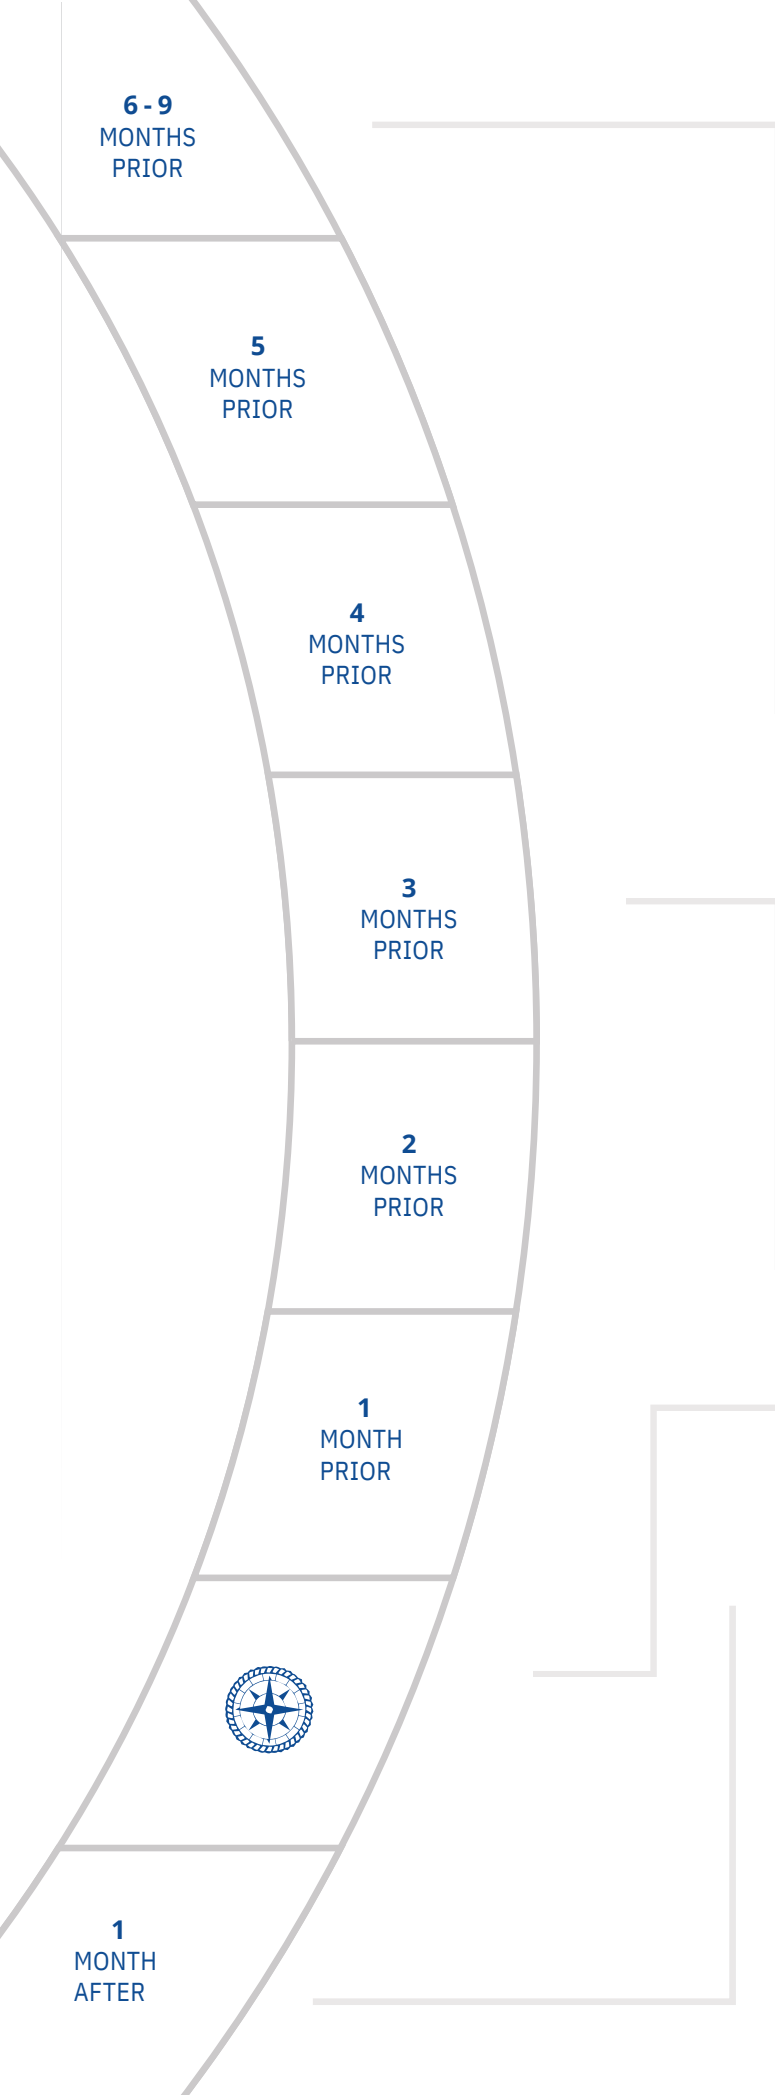 6 - 9
MONTHS
PRIOR
5
MONTHS
PRIOR
4
MONTHS
PRIOR
3
MONTHS
PRIOR
2
MONTHS
PRIOR
1
MONTH
PRIOR
1
MONTH
AFTER